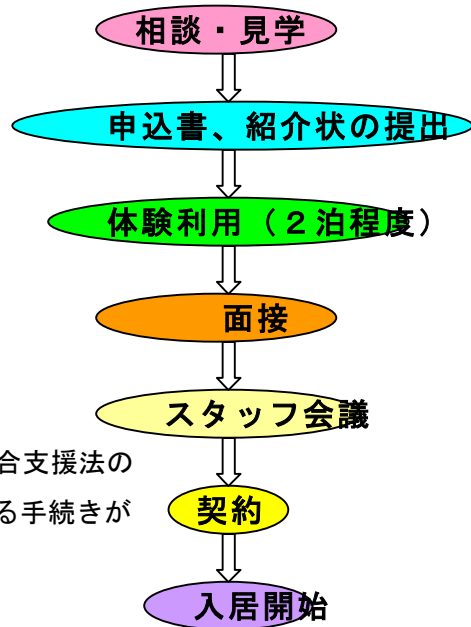 相談・見学
申込書、紹介状の提出
体験利用（２泊程度）
面接
スタッフ会議
合支援法の
る手続きが
契約
入居開始